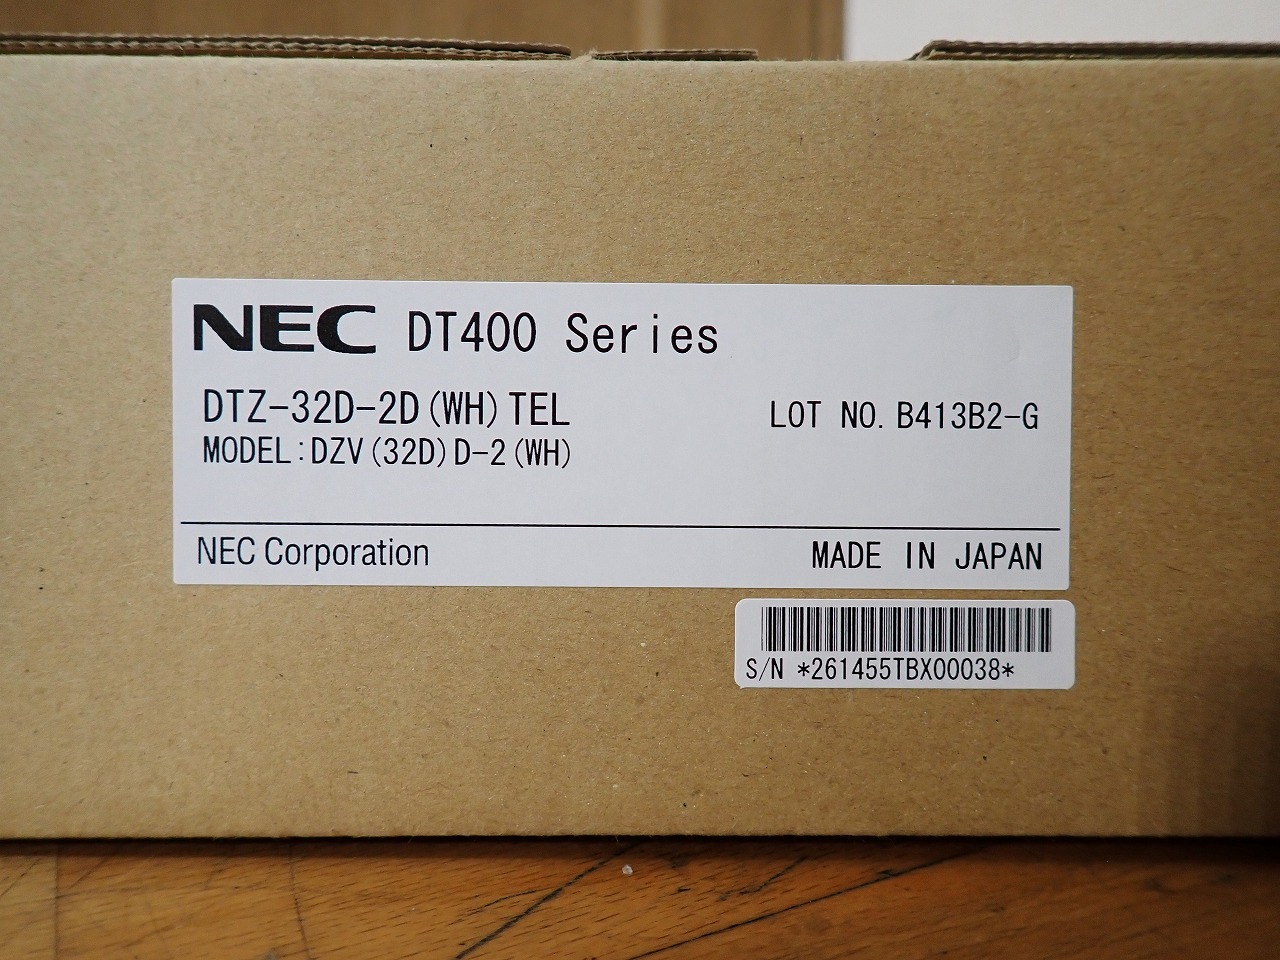 NEC DT400 Series
DTZ-32D-2D(WH)TEL
LOT NO. B413B2-G
MODEL:DZV(32D)D-2(WH)
NEC Corporation
MADE IN JAPAN
S/N *261455TBX00038*